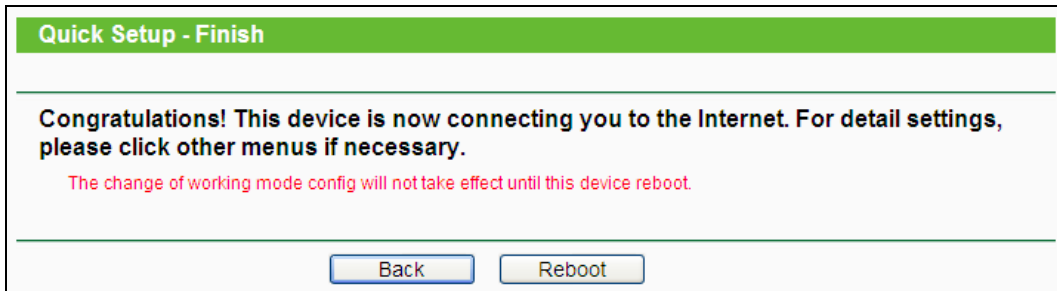 Quick Setup - Finish
Congratulations! This device is now connecting you to the Internet. For detail settings,
please click other menus if necessary.
The change of working mode config will not take effect until this device reboot.
Back Reboot